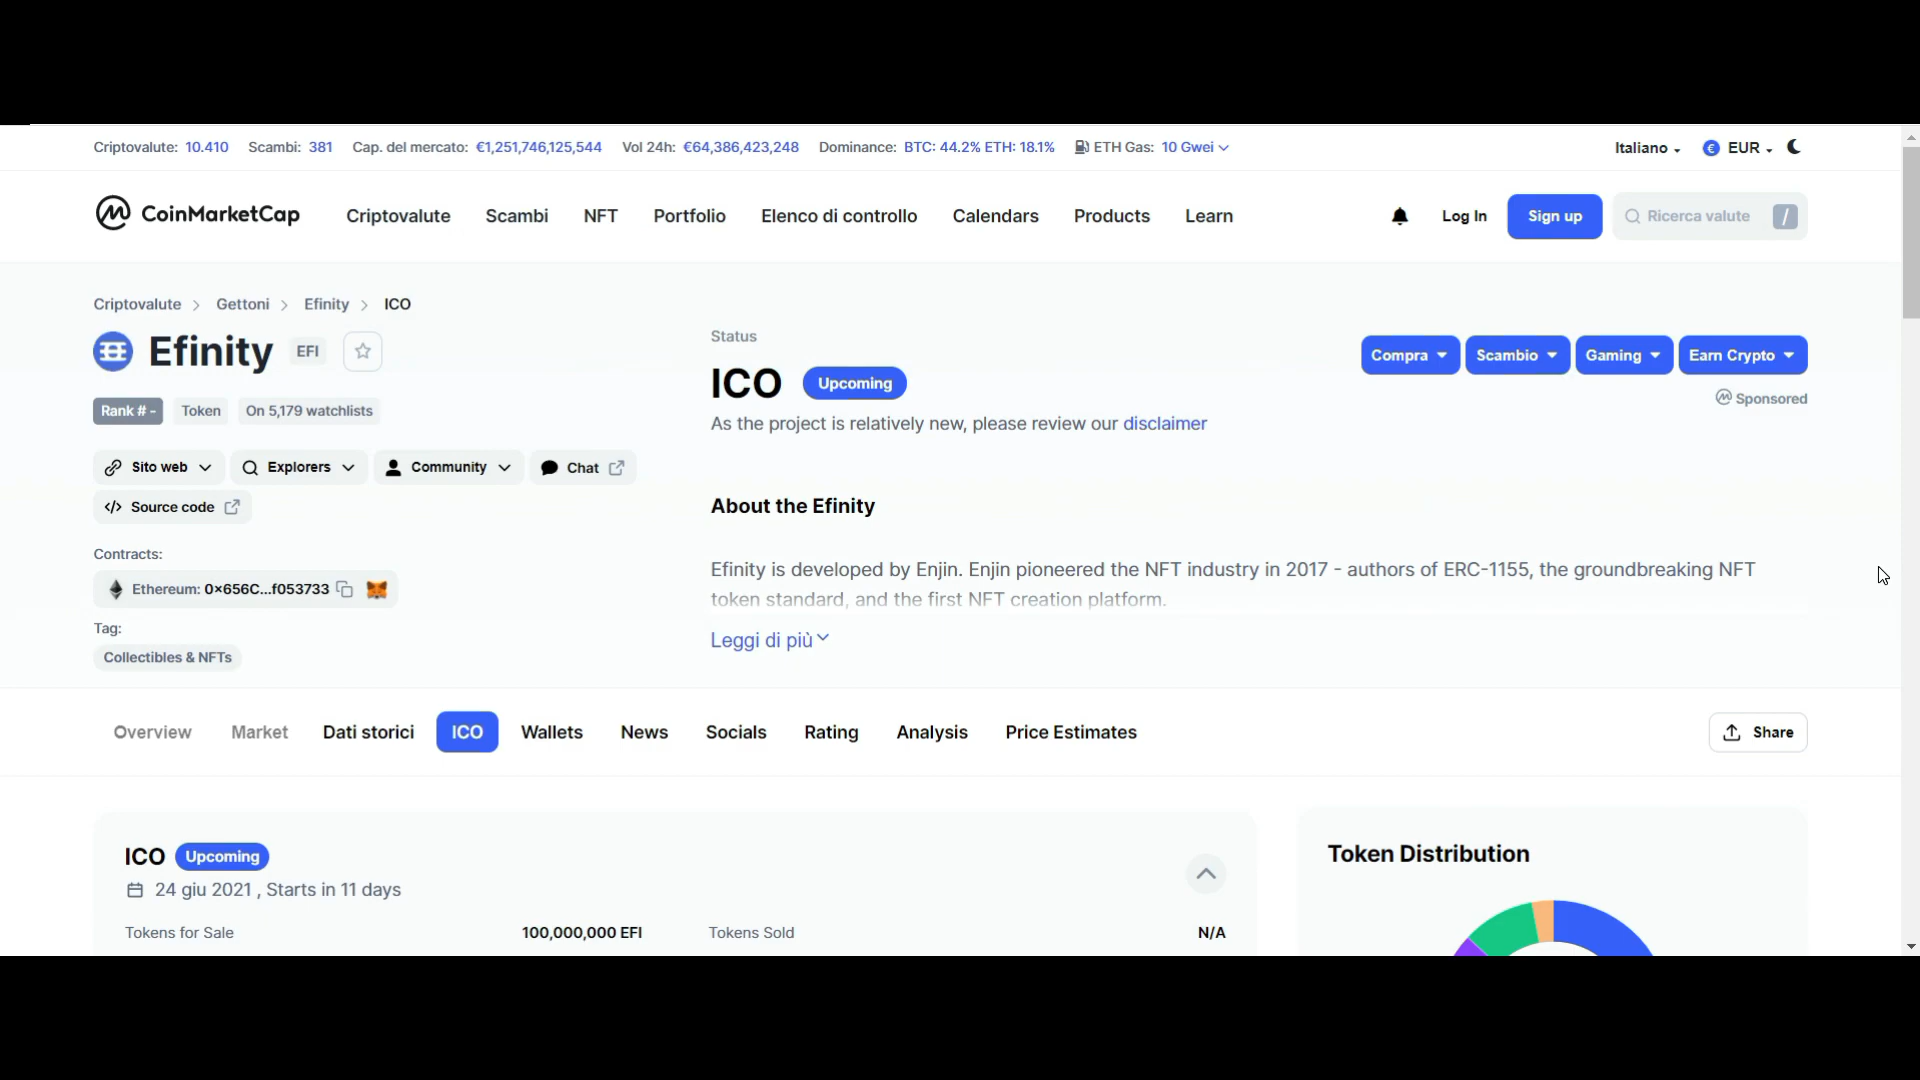 Criptovalute: 10.410 Scambi: 381 Cap. del mercato: €1,251,746,125,544 Vol 24h: €64,386,423,248 Dominance: BTC: 44.2% ETH: 18.1% ETH Gas: 10 Gwei Italiano € EUR
CoinMarketCap Criptovalute Scambi NFT Portfolio Elenco di controllo Calendars Products Learn Log In Sign up Ricerca valute /
Criptovalute > Gettoni > Efinity > ICO
Efinity EFI
Rank # - Token On 5,179 watchlists
Sito web Explorers Community Chat
</> Source code
Contracts:
Ethereum: 0x656C...f053733
Tag:
Collectibles & NFTs
Status
ICO Upcoming
As the project is relatively new, please review our disclaimer
Compra Scambio Gaming Earn Crypto
Sponsored
About the Efinity
Efinity is developed by Enjin. Enjin pioneered the NFT industry in 2017 - authors of ERC-1155, the groundbreaking NFT
token standard, and the first NFT creation platform.
Leggi di più
Overview Market Dati storici ICO Wallets News Socials Rating Analysis Price Estimates Share
ICO Upcoming
24 giu 2021 , Starts in 11 days
Tokens for Sale 100,000,000 EFI Tokens Sold N/A
Token Distribution